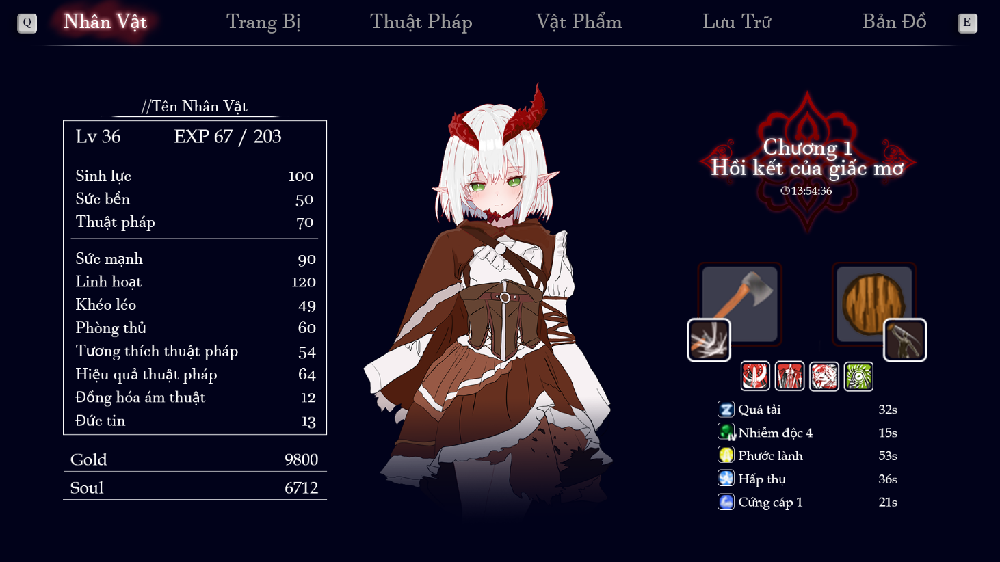 Q
Nhân Vật
Trang Bị
Thuật Pháp
Vật Phẩm
Lưu Trữ
Bản Đồ
E
//Tên Nhân Vật
Lv 36 EXP 67 / 203
Sinh lực 100
Sức bền 50
Thuật pháp 70
Sức mạnh 90
Linh hoạt 120
Khéo léo 49
Phòng thủ 60
Tương thích thuật pháp 54
Hiệu quả thuật pháp 64
Đồng hóa ám thuật 12
Đức tin 13
Gold 9800
Soul 6712
Chương 1
Hồi kết của giấc mơ
13:54:36
Quá tải 32s
IV Nhiễm độc 4 15s
Phước lành 53s
Hấp thụ 36s
Cứng cáp 1 21s